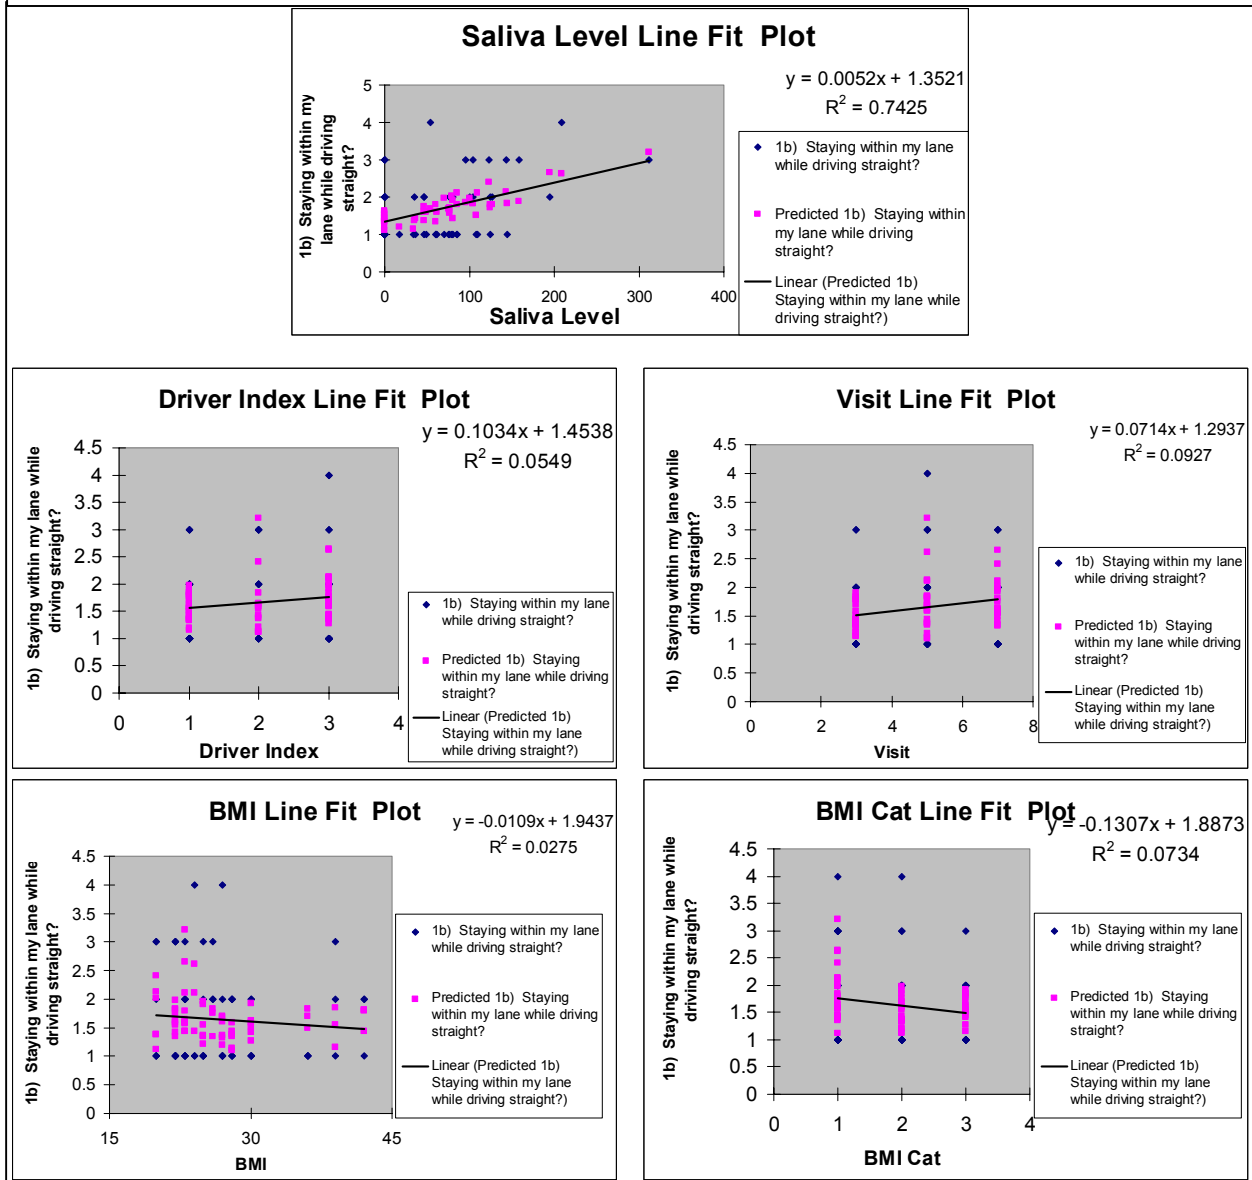 Saliva Level Line Fit Plot
y = 0.0052x + 1.3521
R² = 0.7425
1b) Staying within my
lane while driving
straight?
5
4
3
2
1
0
0 100 200 300 400
Saliva Level
1b) Staying within my lane
while driving straight?
Predicted 1b) Staying within
my lane while driving
straight?
Linear (Predicted 1b)
Staying within my lane while
driving straight?)
Driver Index Line Fit Plot
y = 0.1034x + 1.4538
R² = 0.0549
1b) Staying within my lane while
driving straight?
4.5
4
3.5
3
2.5
2
1.5
1
0.5
0
0 1 2 3 4
Driver Index
1b) Staying within my lane
while driving straight?
Predicted 1b) Staying
within my lane while driving
straight?
Linear (Predicted 1b)
Staying within my lane
while driving straight?)
Visit Line Fit Plot
y = 0.0714x + 1.2937
R² = 0.0927
1b) Staying within my lane while
driving straight?
4.5
4
3.5
3
2.5
2
1.5
1
0.5
0
0 2 4 6 8
Visit
1b) Staying within my lane
while driving straight?
Predicted 1b) Staying
within my lane while driving
straight?
Linear (Predicted 1b)
Staying within my lane
while driving straight?)
BMI Line Fit Plot
y = -0.0109x + 1.9437
R² = 0.0275
1b) Staying within my lane while
driving straight?
4.5
4
3.5
3
2.5
2
1.5
1
0.5
0
15 30 45
BMI
1b) Staying within my lane
while driving straight?
Predicted 1b) Staying
within my lane while driving
straight?
Linear (Predicted 1b)
Staying within my lane
while driving straight?)
BMI Cat Line Fit Plot
y = -0.1307x + 1.8873
R² = 0.0734
1b) Staying within my lane while
driving straight?
4.5
4
3.5
3
2.5
2
1.5
1
0.5
0
0 1 2 3 4
BMI Cat
1b) Staying within my lane
while driving straight?
Predicted 1b) Staying
within my lane while driving
straight?
Linear (Predicted 1b)
Staying within my lane
while driving straight?)